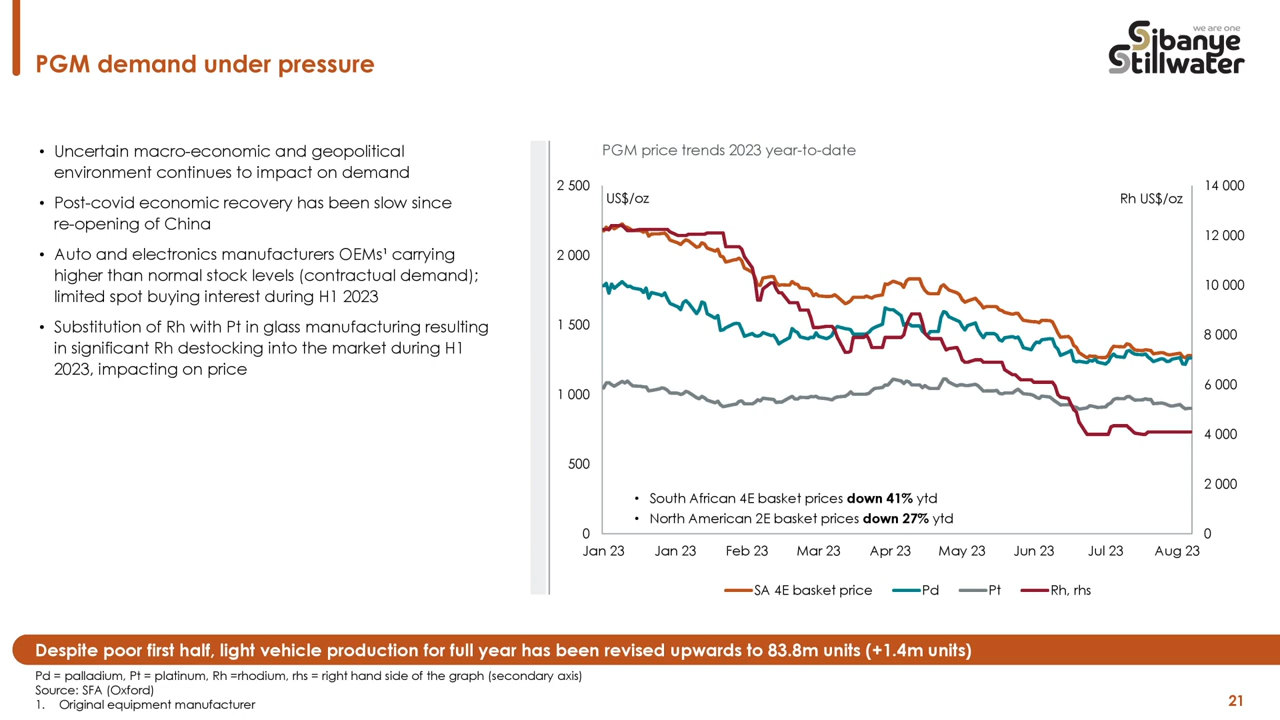 we are one
Sibanye
Stillwater
PGM demand under pressure
• Uncertain macro-economic and geopolitical
environment continues to impact on demand
• Post-covid economic recovery has been slow since
re-opening of China
• Auto and electronics manufacturers OEMs¹ carrying
higher than normal stock levels (contractual demand);
limited spot buying interest during H1 2023
• Substitution of Rh with Pt in glass manufacturing resulting
in significant Rh destocking into the market during H1
2023, impacting on price
PGM price trends 2023 year-to-date
US$/oz
Rh US$/oz
2 500
2 000
1 500
1 000
500
0
14 000
12 000
10 000
8 000
6 000
4 000
2 000
0
• South African 4E basket prices down 41% ytd
• North American 2E basket prices down 27% ytd
Jan 23 Jan 23 Feb 23 Mar 23 Apr 23 May 23 Jun 23 Jul 23 Aug 23
SA 4E basket price Pd Pt Rh, rhs
Despite poor first half, light vehicle production for full year has been revised upwards to 83.8m units (+1.4m units)
Pd = palladium, Pt = platinum, Rh =rhodium, rhs = right hand side of the graph (secondary axis)
Source: SFA (Oxford)
1. Original equipment manufacturer
21